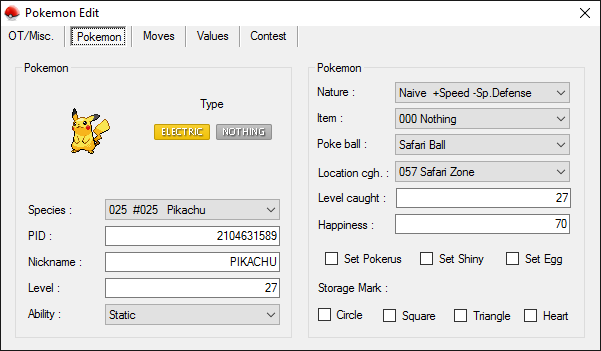 Pokemon Edit
OT/Misc. Pokemon Moves Values Contest
Pokemon
Type
ELECTRIC NOTHING
Species : 025 #025 Pikachu
PID : 2104631589
Nickname : PIKACHU
Level : 27
Ability : Static
Pokemon
Nature : Naive +Speed -Sp.Defense
Item : 000 Nothing
Poke ball : Safari Ball
Location cgh. : 057 Safari Zone
Level caught : 27
Happiness : 70
Set Pokerus Set Shiny Set Egg
Storage Mark :
Circle Square Triangle Heart